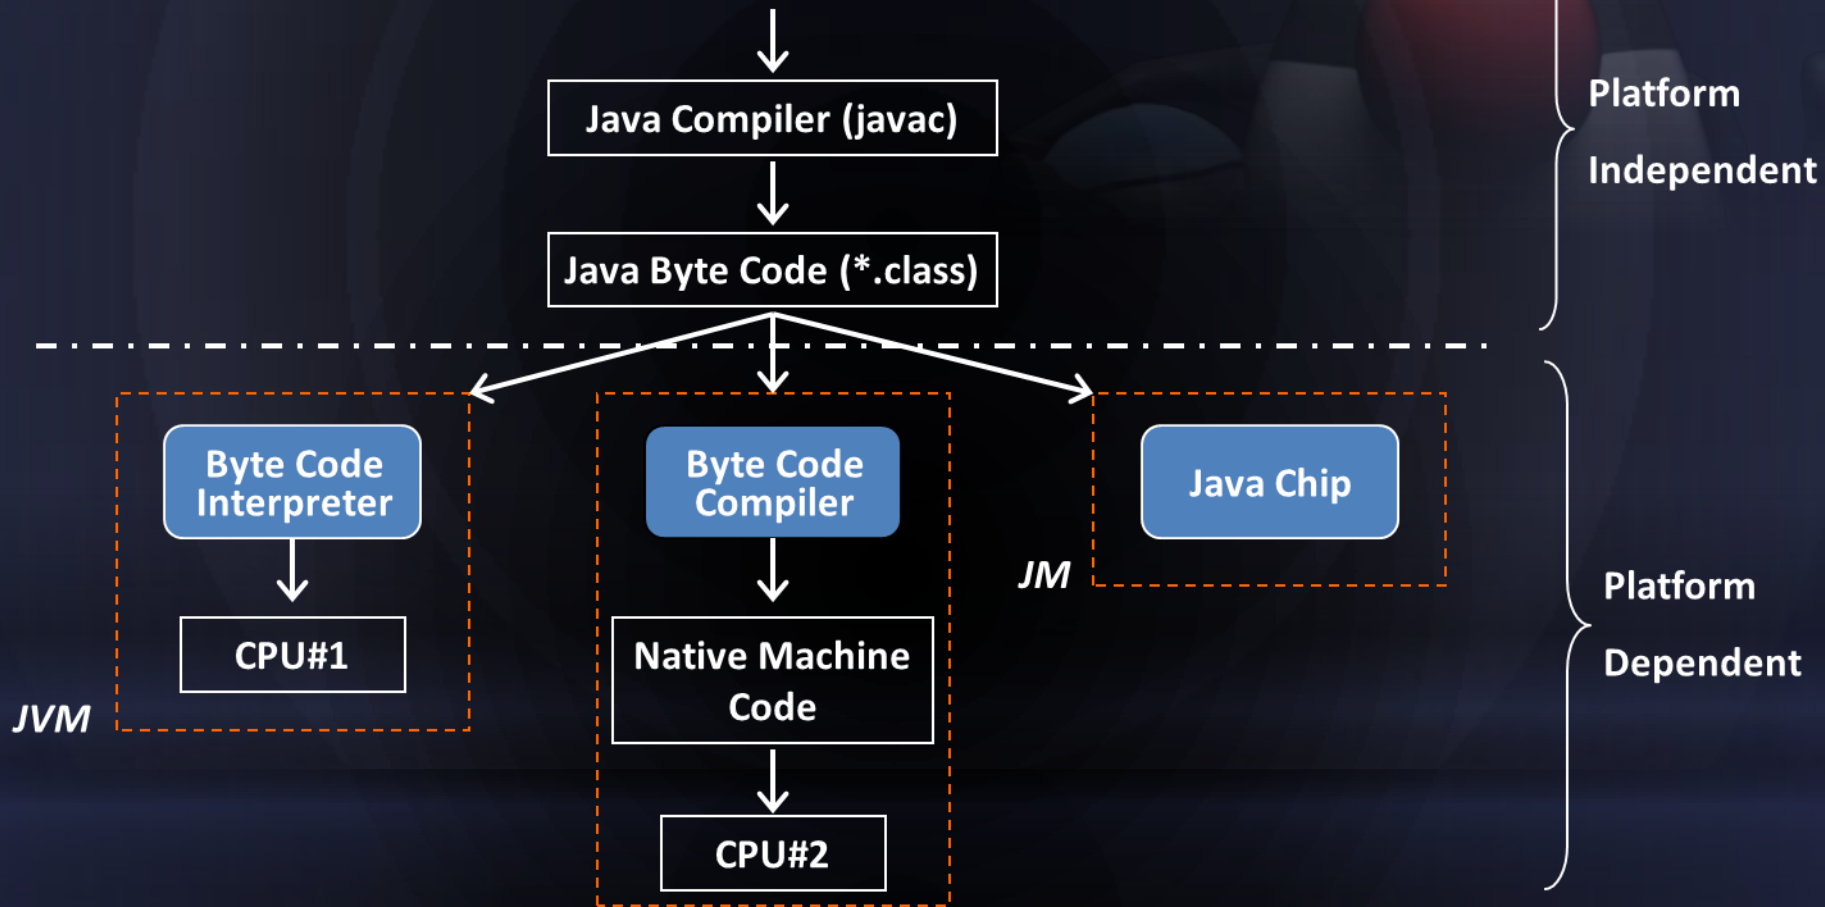 Java Compiler (javac)
Platform
Independent
Java Byte Code (*.class)
Byte Code
Interpreter
Byte Code
Compiler
Java Chip
JM
CPU#1
Native Machine
Code
JVM
CPU#2
Platform
Dependent